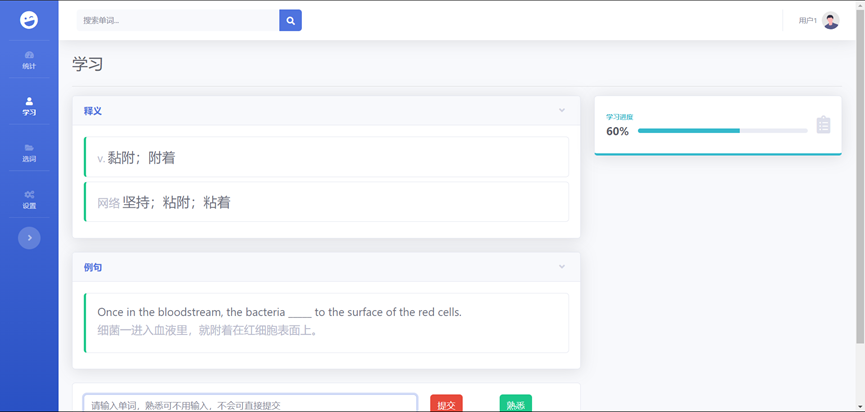 搜索单词...
用户1
统计
学习
选词
设置
学习
释义
v. 黏附；附着
网络 坚持；粘附；粘着
学习进度
60%
例句
Once in the bloodstream, the bacteria _____ to the surface of the red cells.
细菌一进入血液里，就附着在红细胞表面上。
请输入单词，熟悉可不用输入，不会可直接提交
提交
熟悉